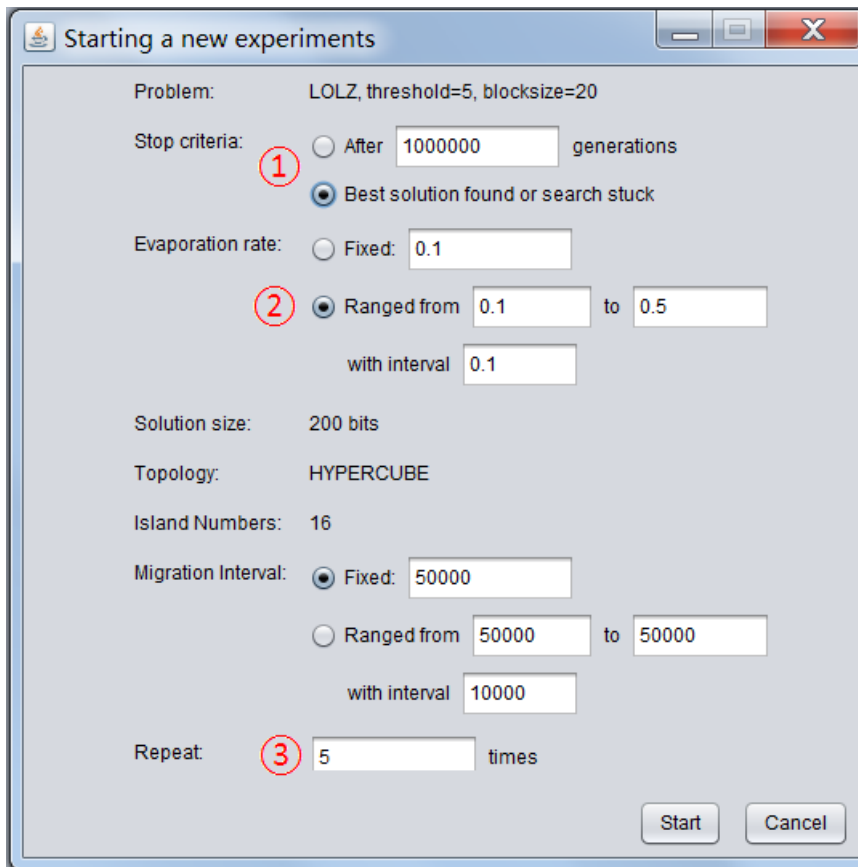 Starting a new experiments
Problem: LOLZ, threshold=5, blocksize=20
Stop criteria: ① After 1000000 generations
Best solution found or search stuck
Evaporation rate: Fixed: 0.1
② Ranged from 0.1 to 0.5
with interval 0.1
Solution size: 200 bits
Topology: HYPERCUBE
Island Numbers: 16
Migration Interval: Fixed: 50000
Ranged from 50000 to 50000
with interval 10000
Repeat: ③ 5 times
Start Cancel